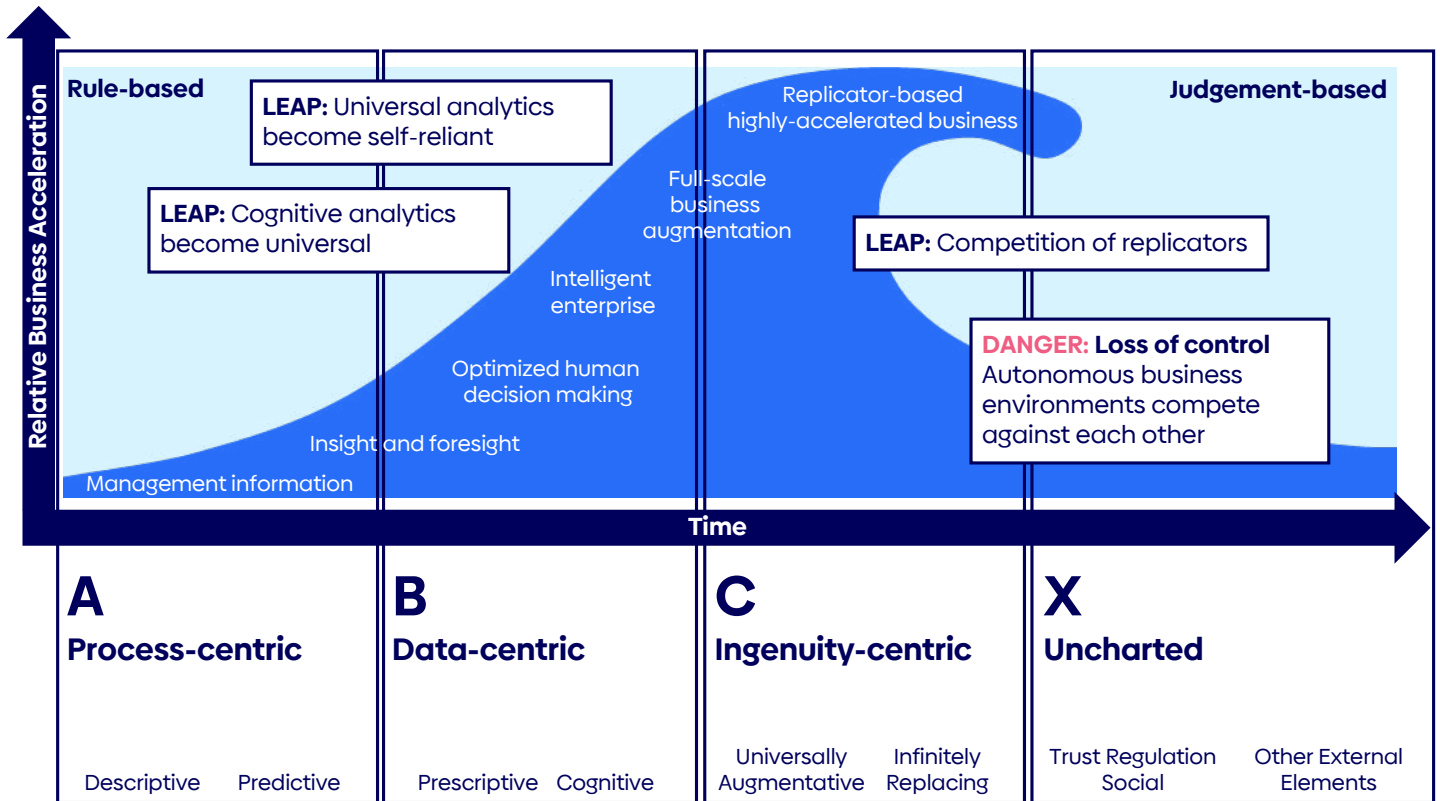 Relative Business Acceleration
Rule-based
Judgement-based
LEAP: Universal analytics
become self-reliant
LEAP: Cognitive analytics
become universal
Replicator-based
highly-accelerated business
Full-scale
business
augmentation
LEAP: Competition of replicators
Intelligent
enterprise
DANGER: Loss of control
Autonomous business
environments compete
against each other
Optimized human
decision making
Insight and foresight
Management information
Time
A
Process-centric
Descriptive
Predictive
B
Data-centric
Prescriptive
Cognitive
C
Ingenuity-centric
Universally
Augmentative
Infinitely
Replacing
X
Uncharted
Trust Regulation
Social
Other External
Elements